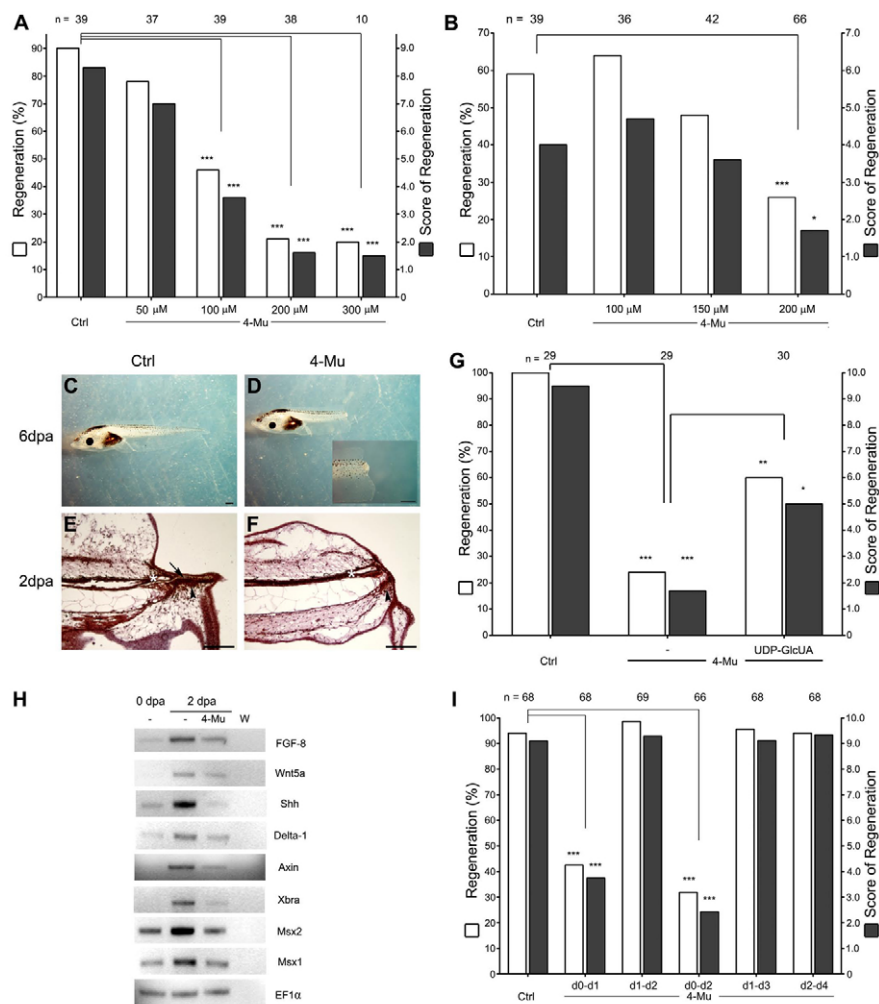 A
n = 39 37 39 38 10
Regeneration (%)
90
80
70
60
50
40
30
20
10
0
9.0
8.0
7.0
6.0
5.0
4.0
3.0
2.0
1.0
0
Score of Regeneration
*** *** *** *** *** ***
Ctrl 50 µM 100 µM 200 µM 300 µM
4-Mu
B
n = 39 36 42 66
Regeneration (%)
70
60
50
40
30
20
10
0
7.0
6.0
5.0
4.0
3.0
2.0
1.0
0
Score of Regeneration
*** *
Ctrl 100 µM 150 µM 200 µM
4-Mu
Ctrl 4-Mu
C D
6dpa
E F
2dpa
* *
G
n = 29 29 30
Regeneration (%)
100
90
80
70
60
50
40
30
20
10
0
10.0
9.0
8.0
7.0
6.0
5.0
4.0
3.0
2.0
1.0
0
Score of Regeneration
*** *** ** *
Ctrl - UDP-GlcUA
4-Mu
H
0 dpa 2 dpa
- - 4-Mu W
FGF-8
Wnt5a
Shh
Delta-1
Axin
Xbra
Msx2
Msx1
EF1α
I
n = 68 68 69 66 68 68
Regeneration (%)
100
90
80
70
60
50
40
30
20
10
0
10.0
9.0
8.0
7.0
6.0
5.0
4.0
3.0
2.0
1.0
0
Score of Regeneration
*** *** *** ***
Ctrl d0-d1 d1-d2 d0-d2 d1-d3 d2-d4
4-Mu